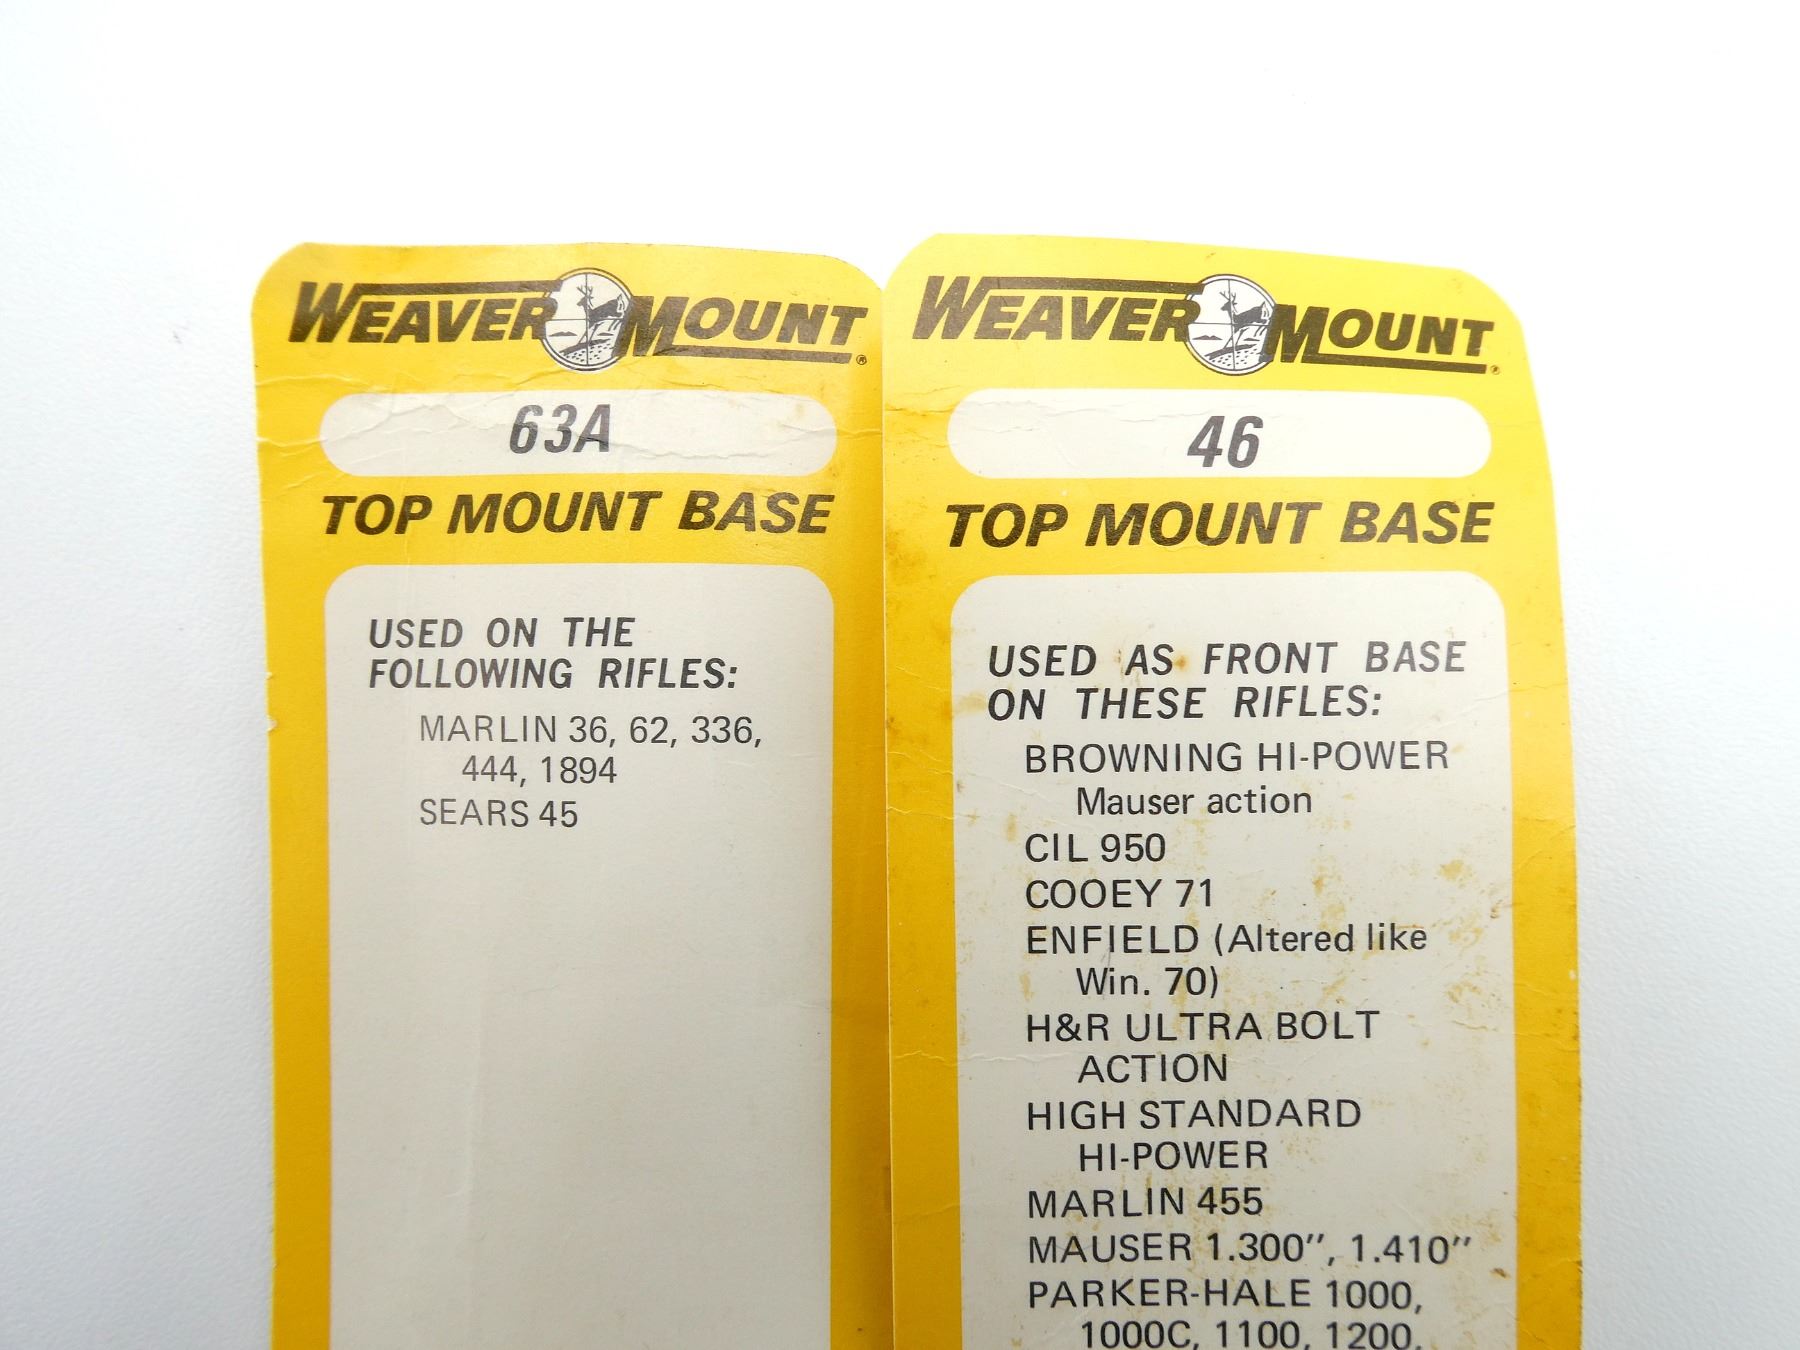 WEAVER MOUNT®
63A
TOP MOUNT BASE
USED ON THE
FOLLOWING RIFLES:
MARLIN 36, 62, 336,
444, 1894
SEARS 45
WEAVER MOUNT®
46
TOP MOUNT BASE
USED AS FRONT BASE
ON THESE RIFLES:
BROWNING HI-POWER
Mauser action
CIL 950
COOEY 71
ENFIELD (Altered like
Win. 70)
H&R ULTRA BOLT
ACTION
HIGH STANDARD
HI-POWER
MARLIN 455
MAUSER 1.300", 1.410"
PARKER-HALE 1000,
1000C, 1100, 1200,